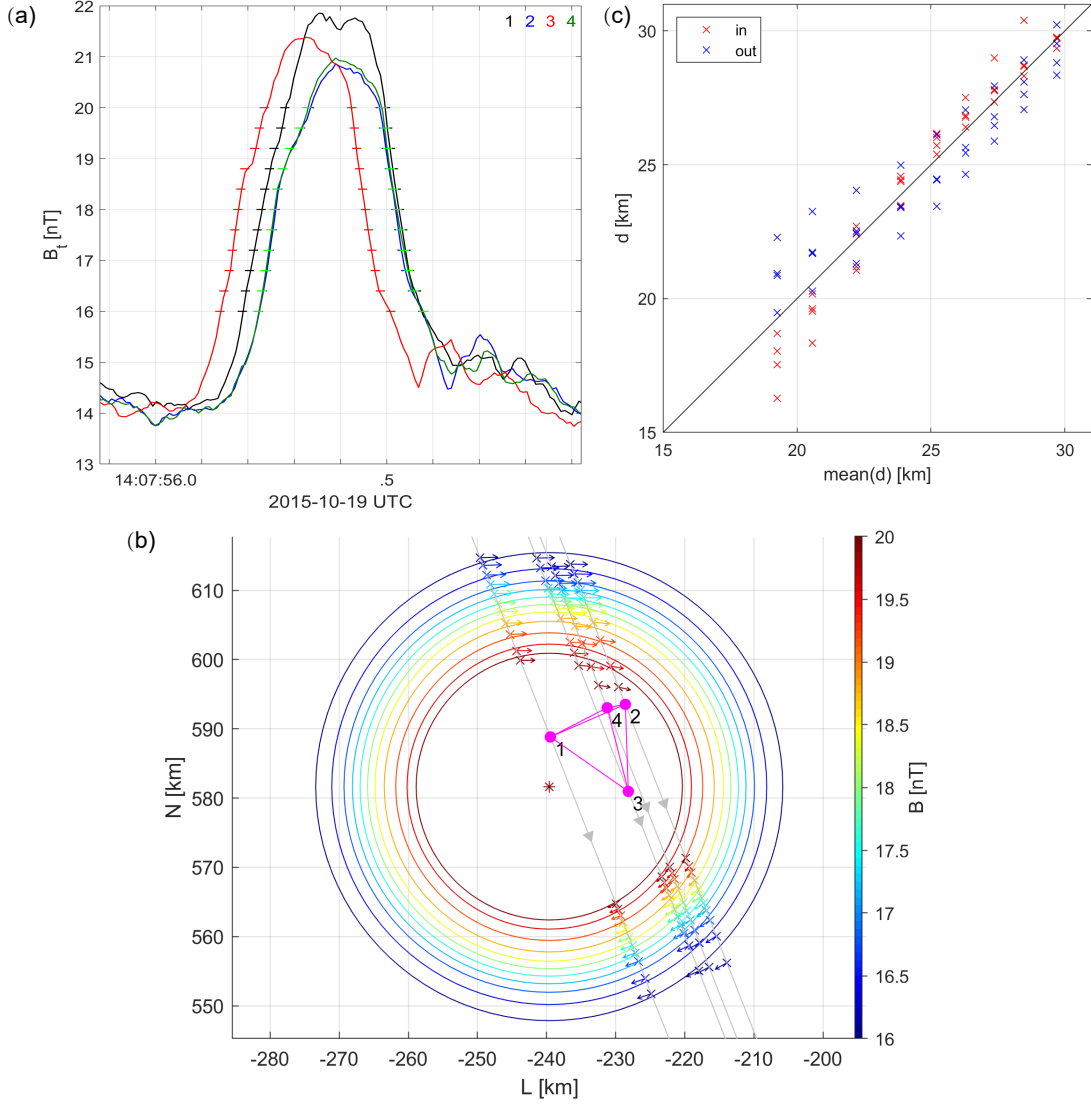 (a)
1 2 3 4
22
21
20
19
18
17
16
15
14
13
B_t [nT]
14:07:56.0 .5
2015-10-19 UTC
(c)
in
out
30
25
20
15
d [km]
15 20 25 30
mean(d) [km]
(b)
610
600
590
580
570
560
550
N [km]
1
4
2
3
-280 -270 -260 -250 -240 -230 -220 -210 -200
L [km]
20
19.5
19
18.5
18
17.5
17
16.5
16
B [nT]